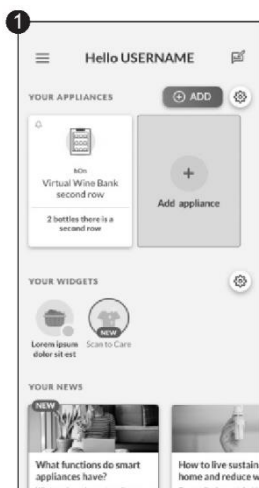 1
Hello USERNAME
YOUR APPLIANCES
ADD
hOn
Virtual Wine Bank
second row
2 bottles there is a
second row
Add appliance
YOUR WIDGETS
NEW
Lorem ipsum
dolor sit est
Scan to Care
YOUR NEWS
NEW
What functions do smart
appliances have?
How to live sustain
home and reduce w